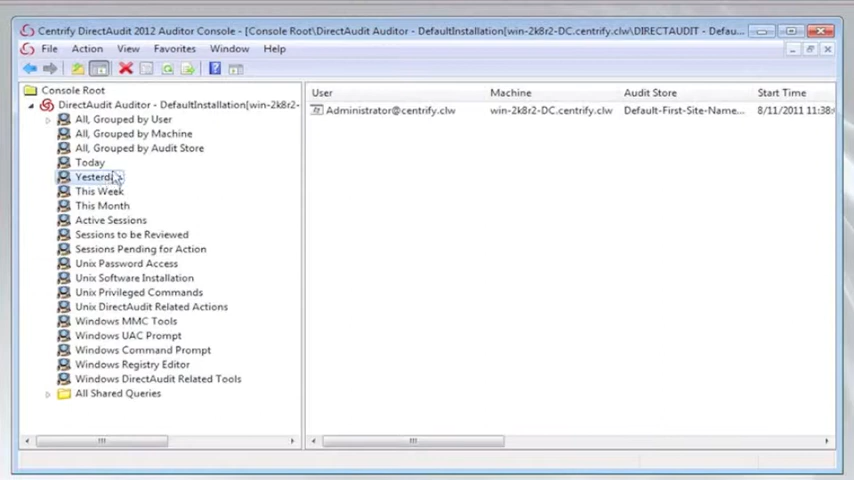 Centrify DirectAudit 2012 Auditor Console - [Console Root\DirectAudit Auditor - DefaultInstallation[win-2k8r2-DC.centrify.clw\DIRECTAUDIT - Defau...
File Action View Favorites Window Help
Console Root
DirectAudit Auditor - DefaultInstallation[win-2k8r2-
All, Grouped by User
All, Grouped by Machine
All, Grouped by Audit Store
Today
Yesterday
This Week
This Month
Active Sessions
Sessions to be Reviewed
Sessions Pending for Action
Unix Password Access
Unix Software Installation
Unix Privileged Commands
Unix DirectAudit Related Actions
Windows MMC Tools
Windows UAC Prompt
Windows Command Prompt
Windows Registry Editor
Windows DirectAudit Related Tools
All Shared Queries
User Machine Audit Store Start Time
Administrator@centrify.clw win-2k8r2-DC.centrify.clw Default-First-Site-Name... 8/11/2011 11:38: